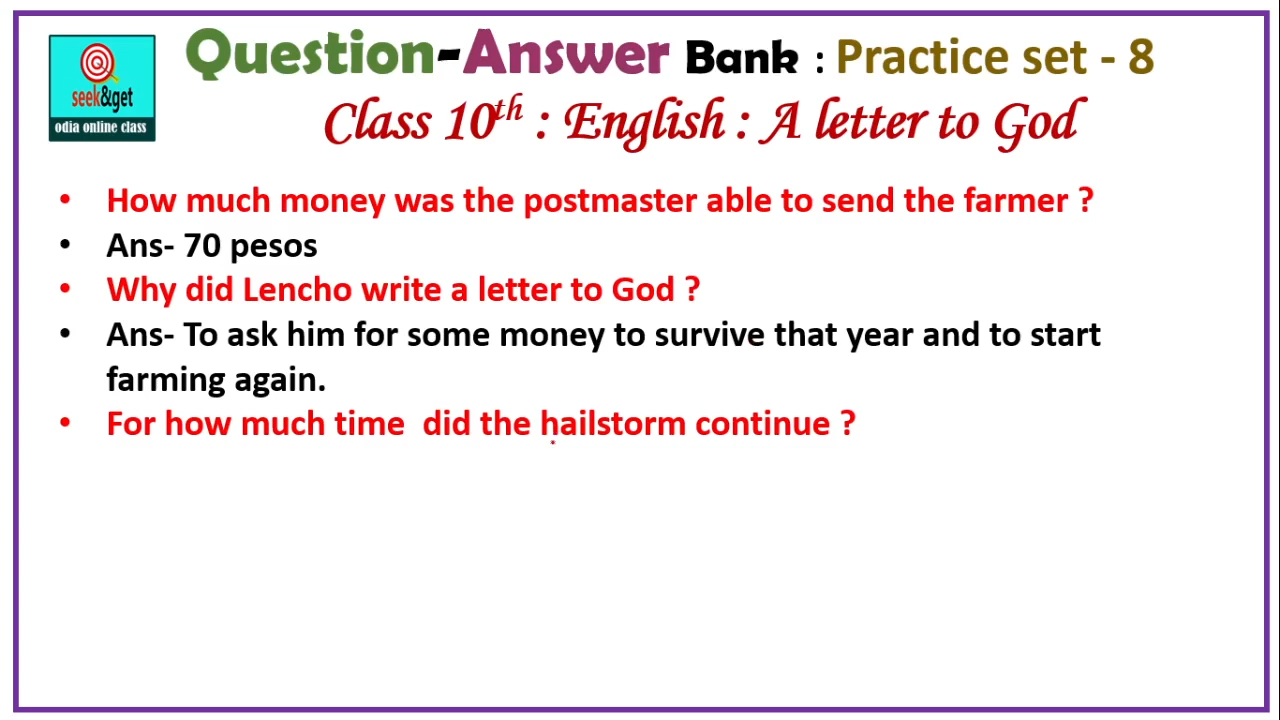 Question-Answer Bank : Practice set - 8
seek&get
odia online class
Class 10th : English : A letter to God
• How much money was the postmaster able to send the farmer ?
• Ans- 70 pesos
• Why did Lencho write a letter to God ?
• Ans- To ask him for some money to survive that year and to start
farming again.
• For how much time did the hailstorm continue ?